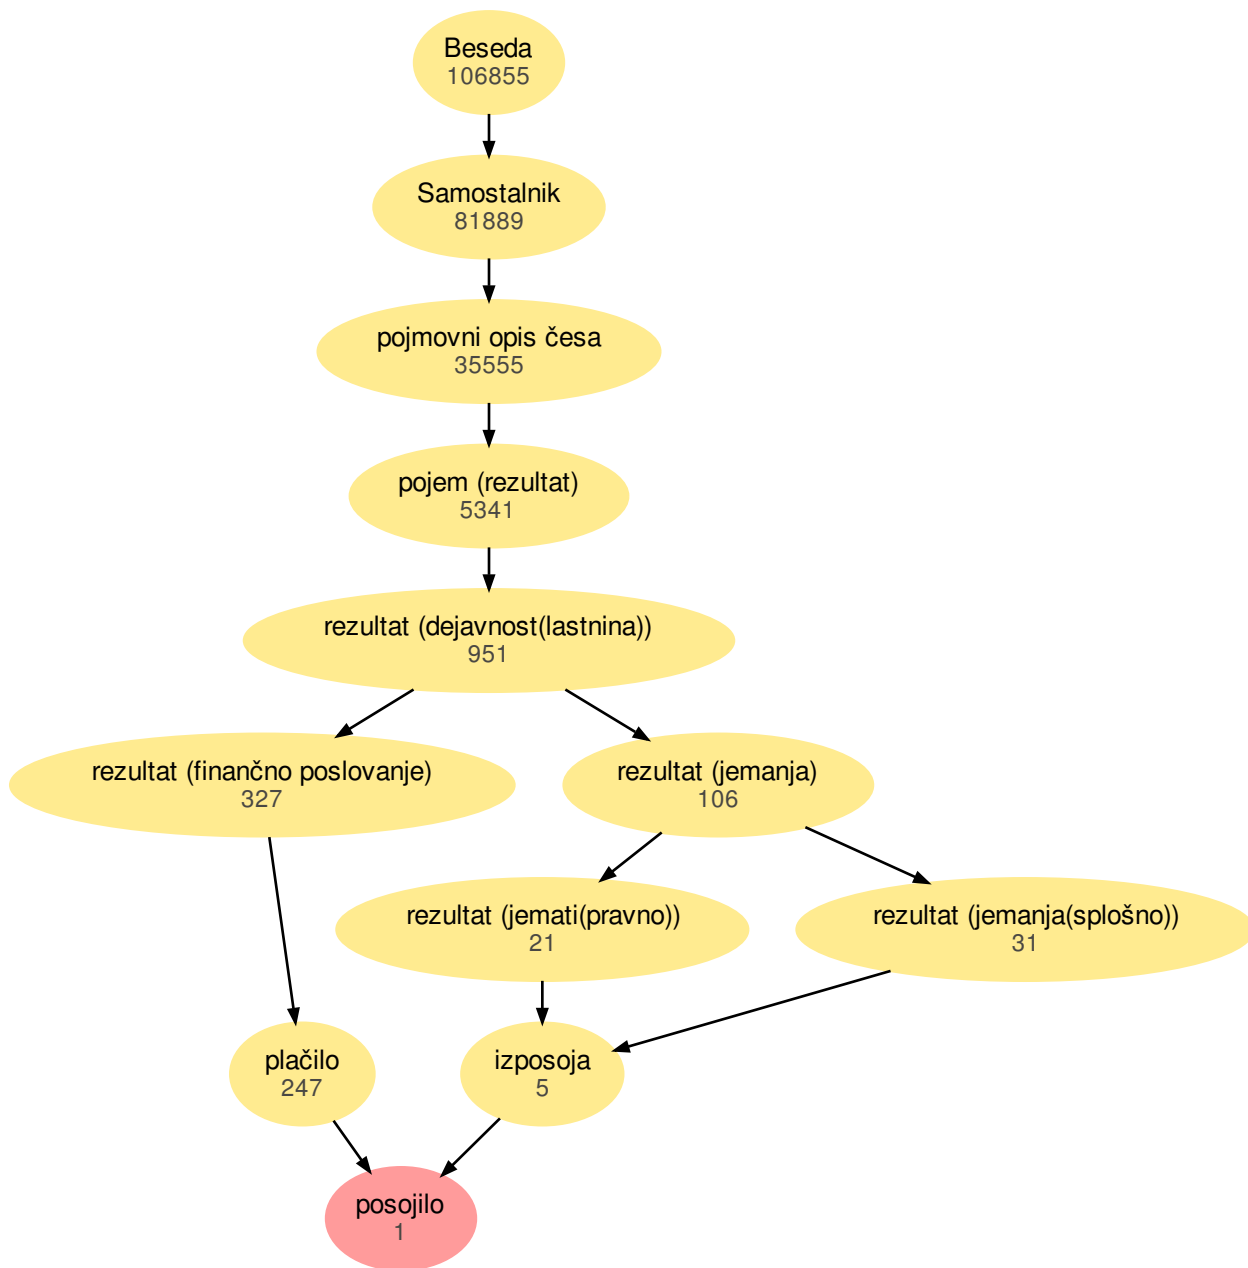 Beseda
106855
Samostalnik
81889
pojmovni opis česa
35555
pojem (rezultat)
5341
rezultat (dejavnost(lastnina))
951
rezultat (finančno poslovanje)
327
rezultat (jemanja)
106
rezultat (jemati(pravno))
21
rezultat (jemanja(splošno))
31
plačilo
247
izposoja
5
posojilo
1